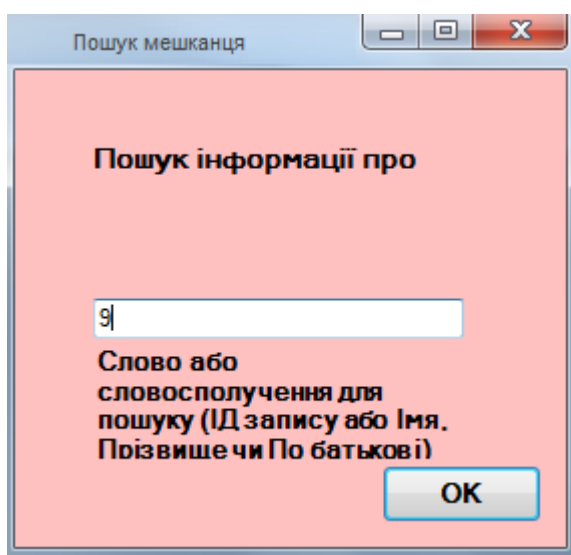 Пошук мешканця
Пошук інформації про
9
Слово або
словосполучення для
пошуку (ІД запису або Імя,
Прізвище чи По батькові)
OK